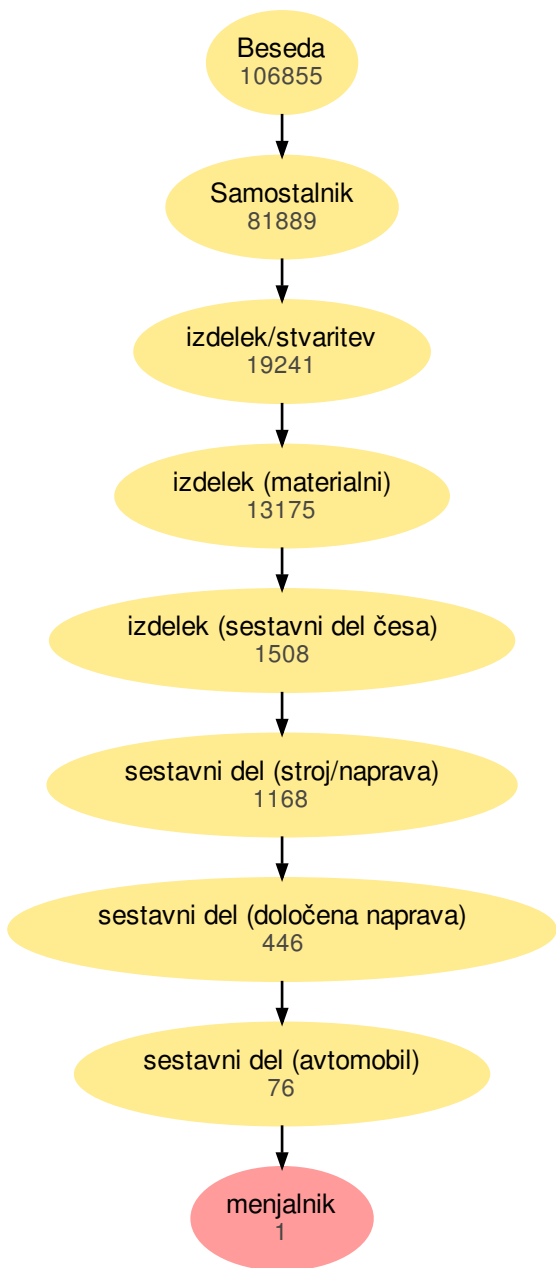 Beseda
106855
Samostalnik
81889
izdelek/stvaritev
19241
izdelek (materialni)
13175
izdelek (sestavni del česa)
1508
sestavni del (stroj/naprava)
1168
sestavni del (določena naprava)
446
sestavni del (avtomobil)
76
menjalnik
1